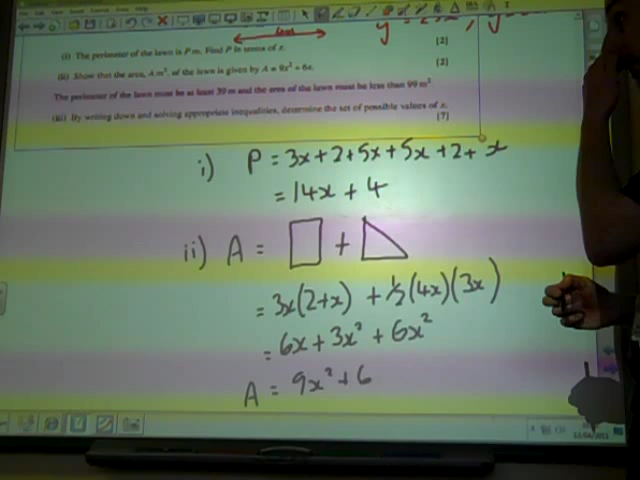 (i) The perimeter of the lawn is P m. Find P in terms of x. [2]
(ii) Show that the area, A m², of the lawn is given by A = 9x² + 6x. [2]
The perimeter of the lawn must be at least 39 m and the area of the lawn must be less than 99 m²
(iii) By writing down and solving appropriate inequalities, determine the set of possible values of x. [7]
i) P = 3x + 2 + 5x + 5x + 2 + x
= 14x + 4
ii) A = +
= 3x(2+x) + 1/2(4x)(3x)
= 6x + 3x² + 6x²
A = 9x² + 6